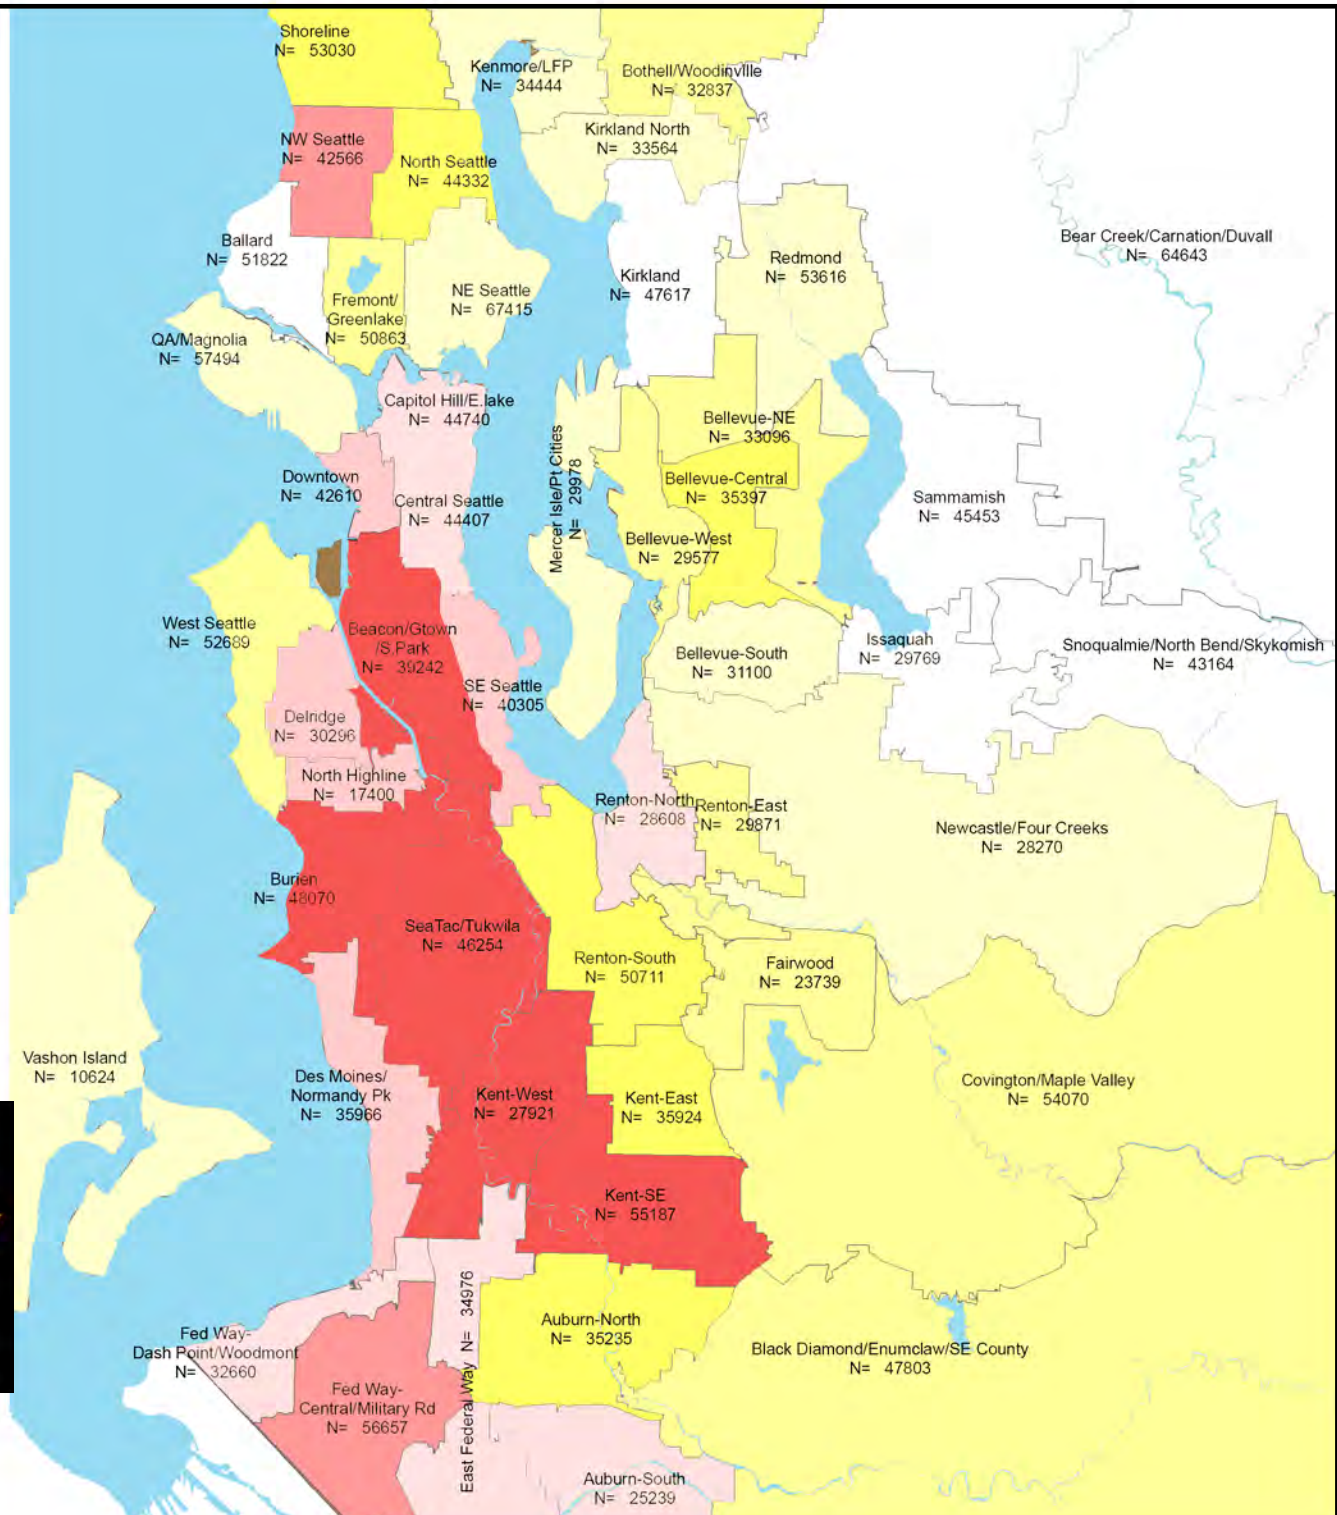 Shoreline
N= 53030
Kenmore/LFP
N= 34444
Bothell/Woodinville
N= 32837
NW Seattle
N= 42566
North Seattle
N= 44332
Kirkland North
N= 33564
Ballard
N= 51822
Fremont/
Greenlake
N= 50863
NE Seattle
N= 67415
Kirkland
N= 47617
Redmond
N= 53616
Bear Creek/Carnation/Duvall
N= 64643
QA/Magnolia
N= 57494
Capitol Hill/E.lake
N= 44740
Bellevue-NE
N= 33096
Downtown
N= 42610
Central Seattle
N= 44407
Mercer Isle/Pt Cities
N= 29978
Bellevue-Central
N= 35397
Sammamish
N= 45453
Bellevue-West
N= 29577
West Seattle
N= 52689
Beacon/Gtown
/S.Park
N= 39242
Bellevue-South
N= 31100
Issaquah
N= 29769
Snoqualmie/North Bend/Skykomish
N= 43164
SE Seattle
N= 40305
Delridge
N= 30296
North Highline
N= 17400
Renton-North
N= 28608
Renton-East
N= 29871
Newcastle/Four Creeks
N= 28270
Burien
N= 48070
SeaTac/Tukwila
N= 46254
Renton-South
N= 50711
Fairwood
N= 23739
Vashon Island
N= 10624
Des Moines/
Normandy Pk
N= 35966
Kent-West
N= 27921
Kent-East
N= 35924
Covington/Maple Valley
N= 54070
Kent-SE
N= 55187
Fed Way-
Dash Point/Woodmont
N= 32660
East Federal Way N= 34976
Auburn-North
N= 35235
Black Diamond/Enumclaw/SE County
N= 47803
Fed Way-
Central/Military Rd
N= 56657
Auburn-South
N= 25239